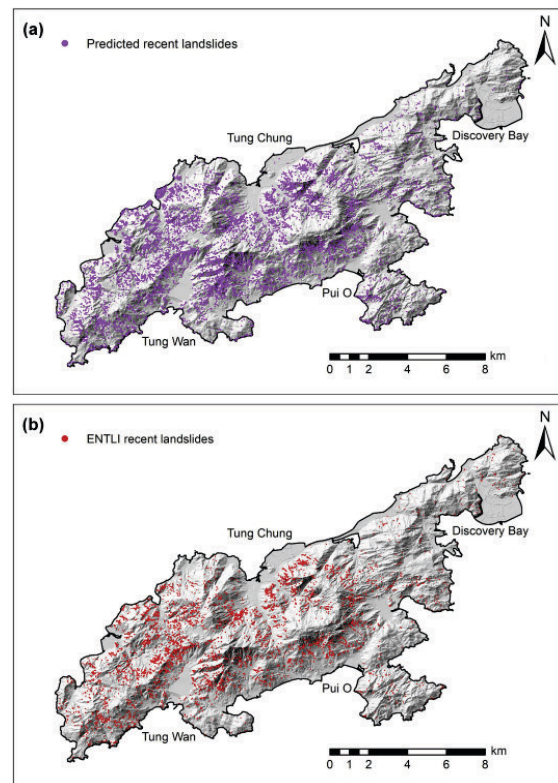 (a)
Predicted recent landslides
N
Tung Chung
Discovery Bay
Pui O
Tung Wan
km
0 1 2 4 6 8
(b)
ENTLI recent landslides
N
Tung Chung
Discovery Bay
Pui O
Tung Wan
km
0 1 2 4 6 8